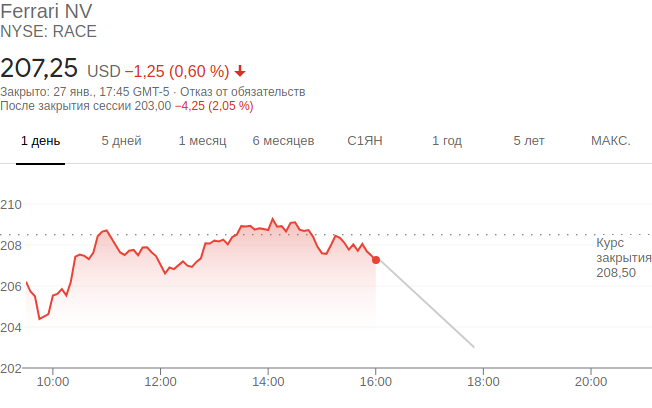 Ferrari NV
NYSE: RACE
207,25 USD −1,25 (0,60 %)
Закрыто: 27 янв., 17:45 GMT-5 · Отказ от обязательств
После закрытия сессии 203,00 −4,25 (2,05 %)
1 день 5 дней 1 месяц 6 месяцев С1ЯН 1 год 5 лет МАКС.
210
208
206
204
202
Курс
закрытия
208,50
10:00 12:00 14:00 16:00 18:00 20:00